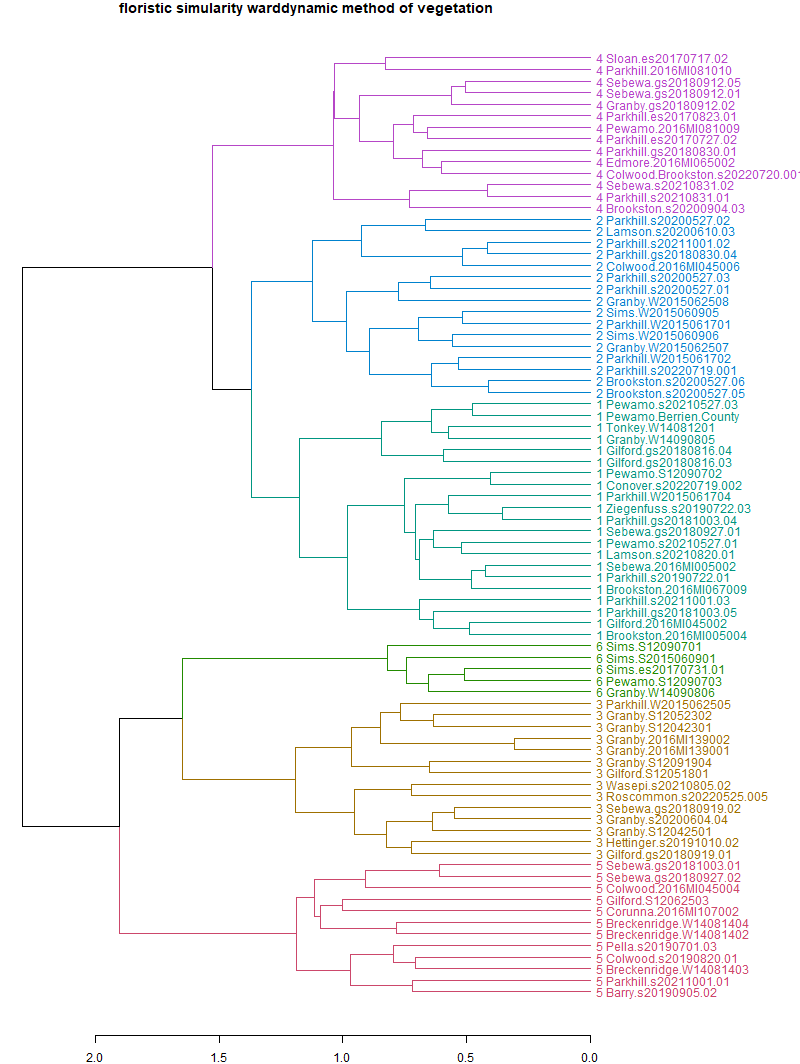 floristic simularity warddynamic method of vegetation
4 Sloan.es20170717.02
4 Parkhill.2016MI081010
4 Sebewa.gs20180912.05
4 Sebewa.gs20180912.01
4 Granby.gs20180912.02
4 Parkhill.es20170823.01
4 Pewamo.2016MI081009
4 Parkhill.es20170727.02
4 Parkhill.gs20180830.01
4 Edmore.2016MI065002
4 Colwood.Brookston.s20220720.001
4 Sebewa.s20210831.02
4 Parkhill.s20210831.01
4 Brookston.s20200904.03
2 Parkhill.s20200527.02
2 Lamson.s20200610.03
2 Parkhill.s20211001.02
2 Parkhill.gs20180830.04
2 Colwood.2016MI045006
2 Parkhill.s20200527.03
2 Parkhill.s20200527.01
2 Granby.W2015062508
2 Sims.W2015060905
2 Parkhill.W2015061701
2 Sims.W2015060906
2 Granby.W2015062507
2 Parkhill.W2015061702
2 Parkhill.s20220719.001
2 Brookston.s20200527.06
2 Brookston.s20200527.05
1 Pewamo.s20210527.03
1 Pewamo.Berrien.County
1 Tonkey.W14081201
1 Granby.W14090805
1 Gilford.gs20180816.04
1 Gilford.gs20180816.03
1 Pewamo.S12090702
1 Conover.s20220719.002
1 Parkhill.W2015061704
1 Ziegenfuss.s20190722.03
1 Parkhill.gs20181003.04
1 Sebewa.gs20180927.01
1 Pewamo.s20210527.01
1 Lamson.s20210820.01
1 Sebewa.2016MI005002
1 Parkhill.s20190722.01
1 Brookston.2016MI067009
1 Parkhill.s20211001.03
1 Parkhill.gs20181003.05
1 Gilford.2016MI045002
1 Brookston.2016MI005004
6 Sims.S12090701
6 Sims.S2015060901
6 Sims.es20170731.01
6 Pewamo.S12090703
6 Granby.W14090806
3 Parkhill.W2015062505
3 Granby.S12052302
3 Granby.S12042301
3 Granby.2016MI139002
3 Granby.2016MI139001
3 Granby.S12091904
3 Gilford.S12051801
3 Wasepi.s20210805.02
3 Roscommon.s20220525.005
3 Sebewa.gs20180919.02
3 Granby.s20200604.04
3 Granby.S12042501
3 Hettinger.s20191010.02
3 Gilford.gs20180919.01
5 Sebewa.gs20181003.01
5 Sebewa.gs20180927.02
5 Colwood.2016MI045004
5 Gilford.S12062503
5 Corunna.2016MI107002
5 Breckenridge.W14081404
5 Breckenridge.W14081402
5 Pella.s20190701.03
5 Colwood.s20190820.01
5 Breckenridge.W14081403
5 Parkhill.s20211001.01
5 Barry.s20190905.02
2.0 1.5 1.0 0.5 0.0